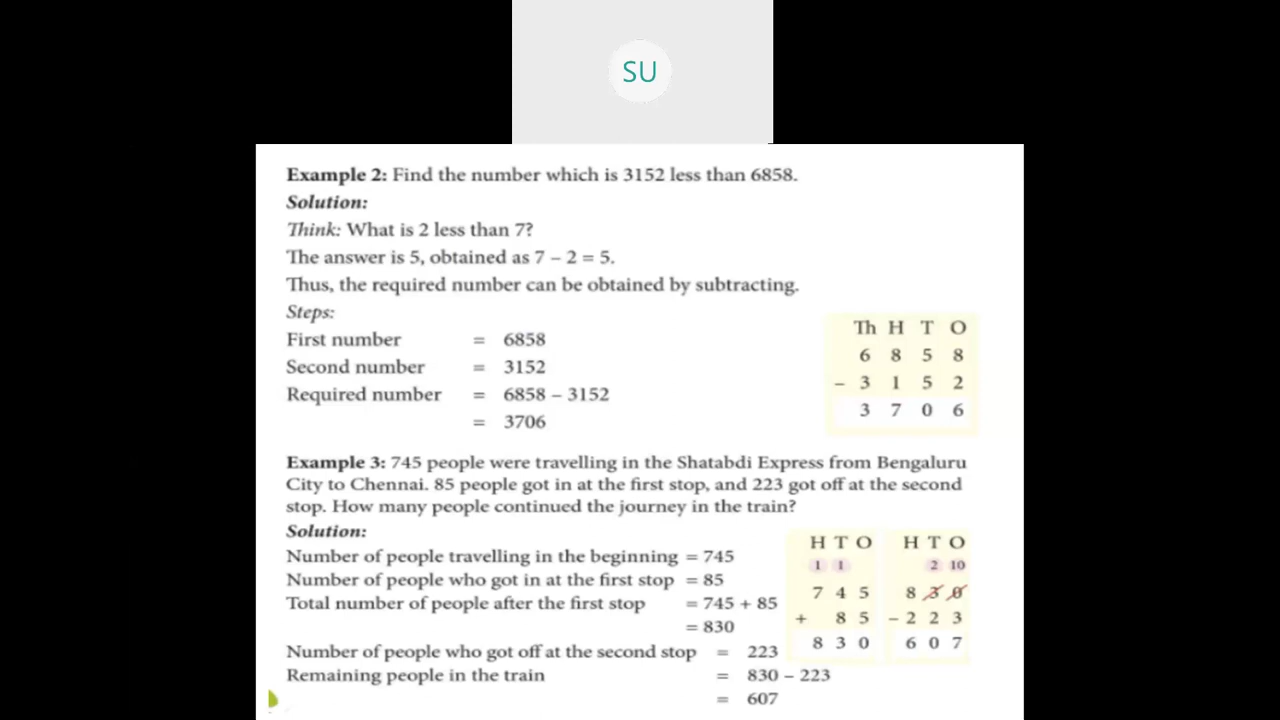 SU
Example 2: Find the number which is 3152 less than 6858.
Solution:
Think: What is 2 less than 7?
The answer is 5, obtained as 7 – 2 = 5.
Thus, the required number can be obtained by subtracting.
Steps:
First number = 6858
Second number = 3152
Required number = 6858 – 3152
= 3706
Th H T O
6 8 5 8
– 3 1 5 2
3 7 0 6
Example 3: 745 people were travelling in the Shatabdi Express from Bengaluru
City to Chennai. 85 people got in at the first stop, and 223 got off at the second
stop. How many people continued the journey in the train?
Solution:
Number of people travelling in the beginning = 745
Number of people who got in at the first stop = 85
Total number of people after the first stop = 745 + 85
= 830
Number of people who got off at the second stop = 223
Remaining people in the train = 830 – 223
= 607
H T O
1 1
7 4 5
+ 8 5
8 3 0
H T O
2 10
8 3 0
– 2 2 3
6 0 7